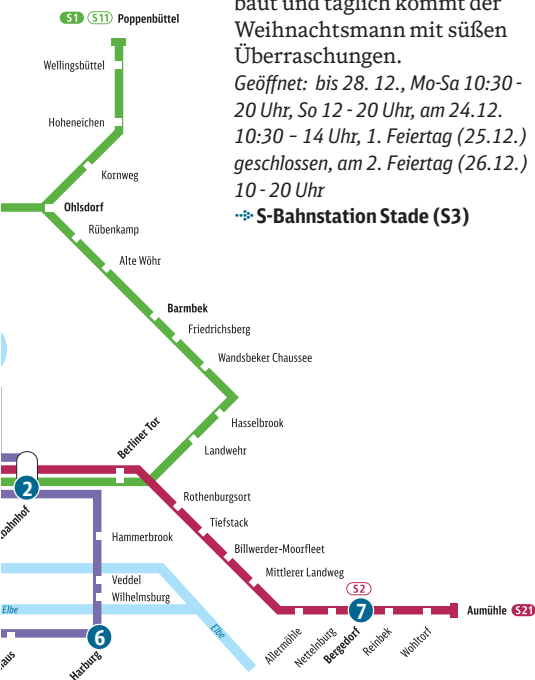 baut und täglich kommt der
Weihnachtsmann mit süßen
Überraschungen.
Geöffnet: bis 28. 12., Mo-Sa 10:30 -
20 Uhr, So 12 - 20 Uhr, am 24.12.
10:30 – 14 Uhr, 1. Feiertag (25.12.)
geschlossen, am 2. Feiertag (26.12.)
10 - 20 Uhr
S-Bahnstation Stade (S3)
S1 S11 Poppenbüttel
Wellingsbüttel
Hoheneichen
Kornweg
Ohlsdorf
Rübenkamp
Alte Wöhr
Barmbek
Friedrichsberg
Wandsbeker Chaussee
Hasselbrook
Landwehr
Berliner Tor
2
Rothenburgsort
Tiefstack
Billwerder-Moorfleet
Mittlerer Landweg
Hammerbrook
Veddel
Wilhelmsburg
Elbe
Elbe
6
Harburg
S2
7
Allermöhle
Nettelnburg
Bergedorf
Reinbek
Wohltorf
Aumühle S21